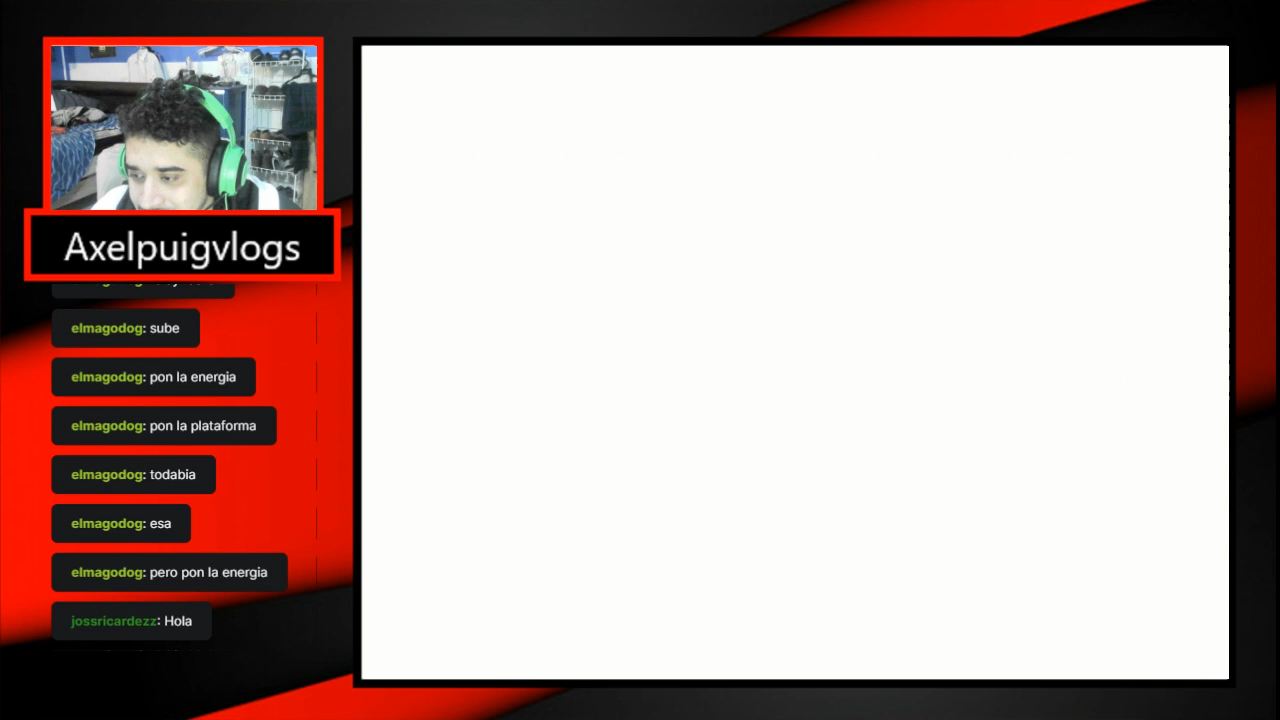 Axelpuigvlogs
elmagodog: sube
elmagodog: pon la energia
elmagodog: pon la plataforma
elmagodog: todabia
elmagodog: esa
elmagodog: pero pon la energia
jossricardezz: Hola